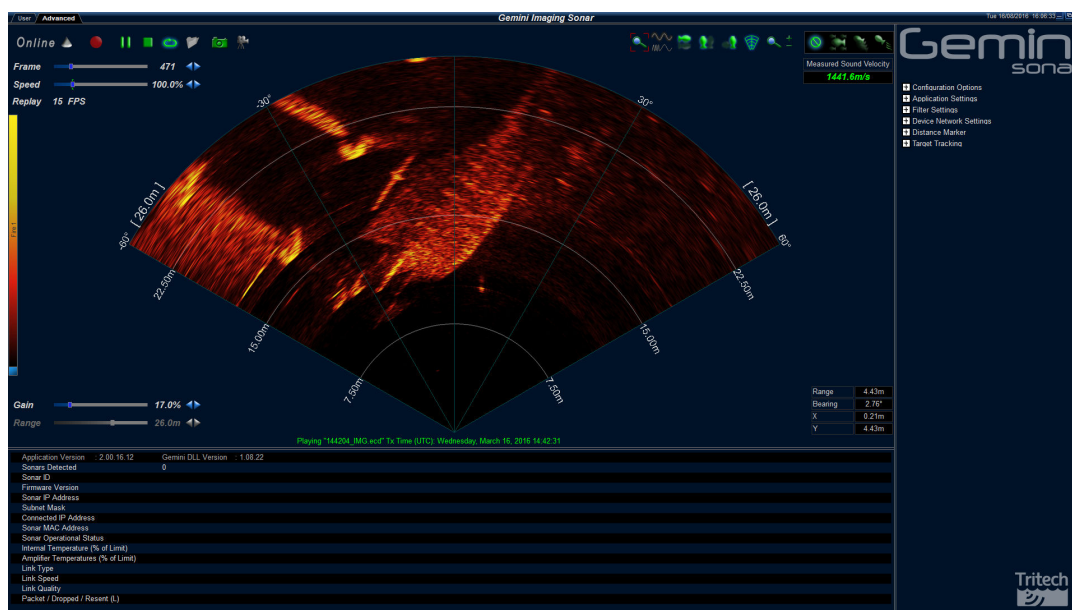 User Advanced Gemini Imaging Sonar Tue 16/08/2016 16:06:33
Online
Frame 471
Speed 100.0%
Replay 15 FPS
Measured Sound Velocity
1441.6m/s
Gemin
sona
Configuration Options
Application Settings
Filter Settings
Device Network Settings
Distance Marker
Target Tracking
-30° 30°
[ 26.0m ] [ 26.0m ]
-60° 60°
22.50m 22.50m
15.00m 15.00m
7.50m 7.50m
Gain 17.0%
Range 26.0m
Range 4.43m
Bearing 2.76°
X 0.21m
Y 4.43m
Playing "144204_IMG.ecd" Tx Time (UTC): Wednesday, March 16, 2016 14:42:31
Application Version : 2.00.16.12 Gemini DLL Version : 1.08.22
Sonars Detected 0
Sonar ID
Firmware Version
Sonar IP Address
Subnet Mask
Connected IP Address
Sonar MAC Address
Sonar Operational Status
Internal Temperature (% of Limit)
Amplifier Temperatures (% of Limit)
Link Type
Link Speed
Link Quality
Packet / Dropped / Resent (L)
Tritech